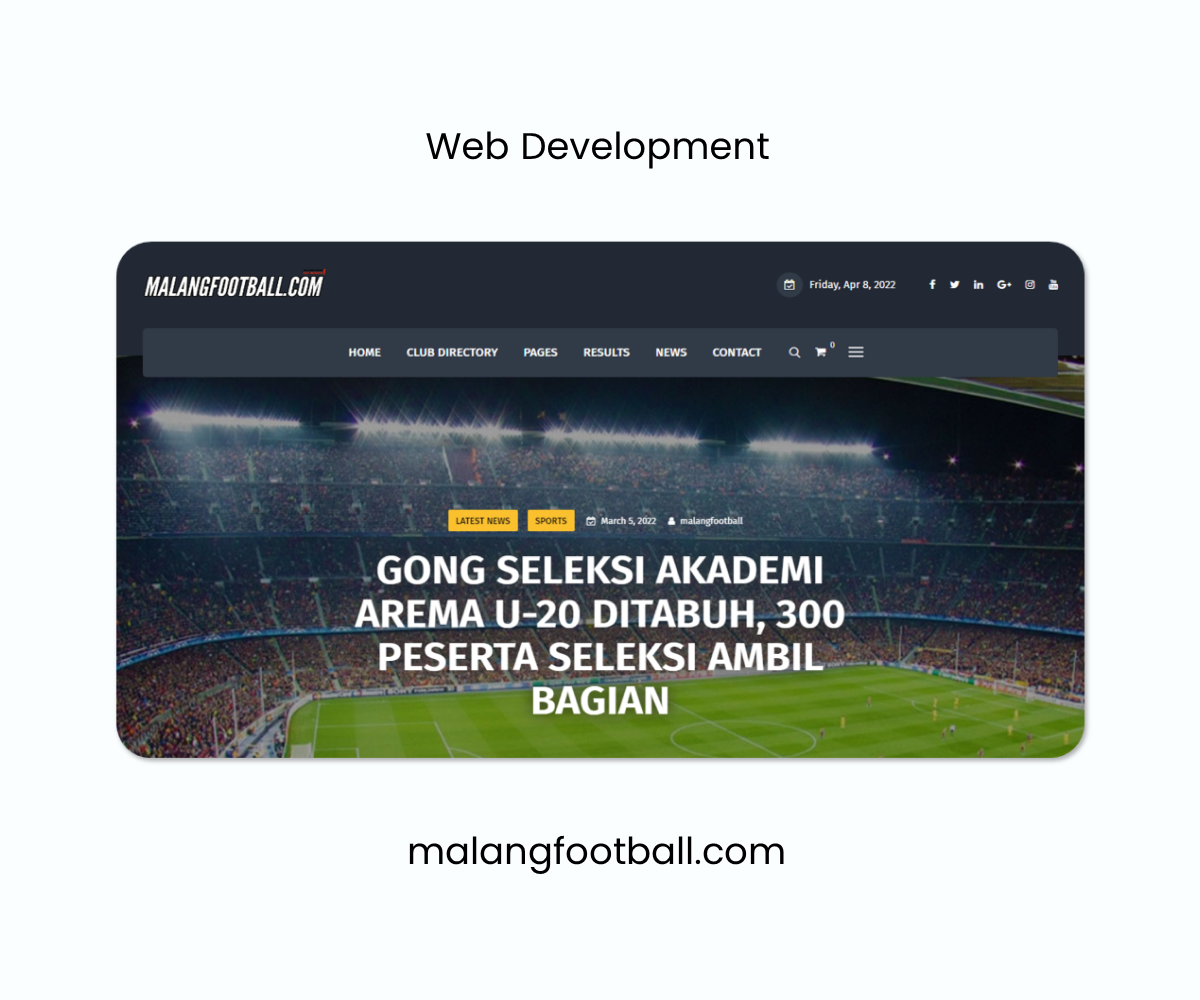 Web Development
MALANGFOOTBALL.COM
Friday, Apr 8, 2022
HOME CLUB DIRECTORY PAGES RESULTS NEWS CONTACT 0
LATEST NEWS SPORTS March 5, 2022 malangfootball
GONG SELEKSI AKADEMI
AREMA U-20 DITABUH, 300
PESERTA SELEKSI AMBIL
BAGIAN
malangfootball.com